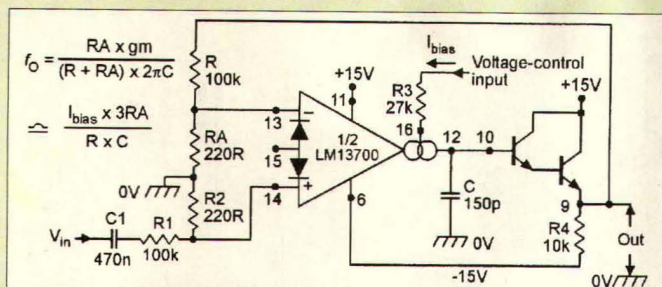 fO = RA x gm / (R + RA) x 2πC
≏ Ibias x 3RA / R x C
R
100k
RA
220R
0V
R2
220R
Vin
C1
470n
R1
100k
13
15
14
−
+
+15V
11
1/2
LM13700
6
Ibias
Voltage-control
input
R3
27k
16
12
10
C
150p
0V
+15V
9
R4
10k
Out
0V
-15V